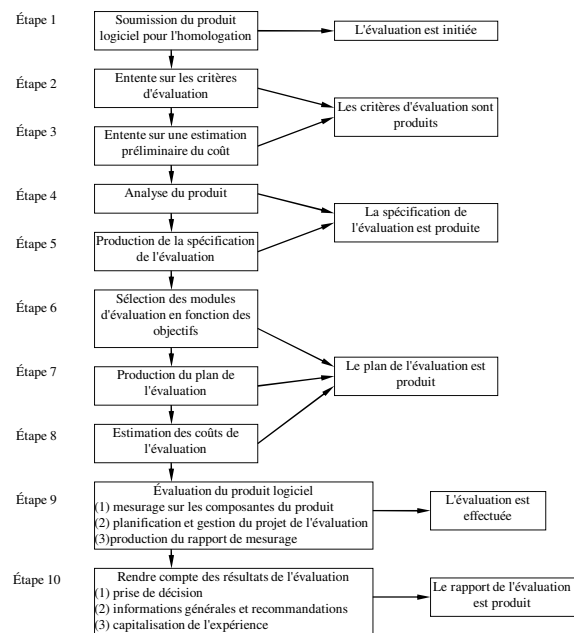 Étape 1
Soumission du produit
logiciel pour l'homologation
L'évaluation est initiée
Étape 2
Entente sur les critères
d'évaluation
Les critères d'évaluation sont
produits
Étape 3
Entente sur une estimation
préliminaire du coût
Étape 4
Analyse du produit
La spécification de
l'évaluation est produite
Étape 5
Production de la spécification
de l'évaluation
Étape 6
Sélection des modules
d'évaluation en fonction des
objectifs
Étape 7
Production du plan de
l'évaluation
Le plan de l'évaluation est
produit
Étape 8
Estimation des coûts de
l'évaluation
Étape 9
Évaluation du produit logiciel
(1) mesurage sur les composantes du produit
(2) planification et gestion du projet de l'évaluation
(3)production du rapport de mesurage
L'évaluation est
effectuée
Étape 10
Rendre compte des résultats de l'évaluation
(1) prise de décision
(2) informations générales et recommandations
(3) capitalisation de l'expérience
Le rapport de l'évaluation
est produit